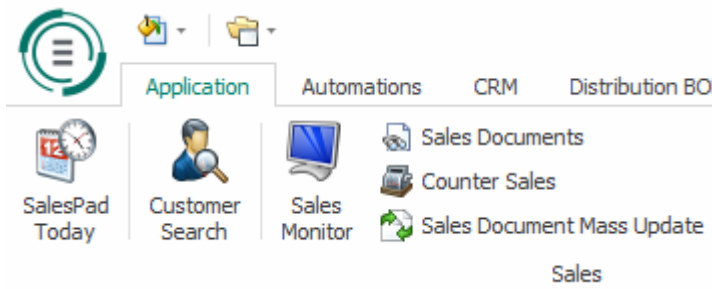 Application Automations CRM Distribution BO
Sales Documents
Counter Sales
SalesPad Today
Customer Search
Sales Monitor
Sales Document Mass Update
Sales